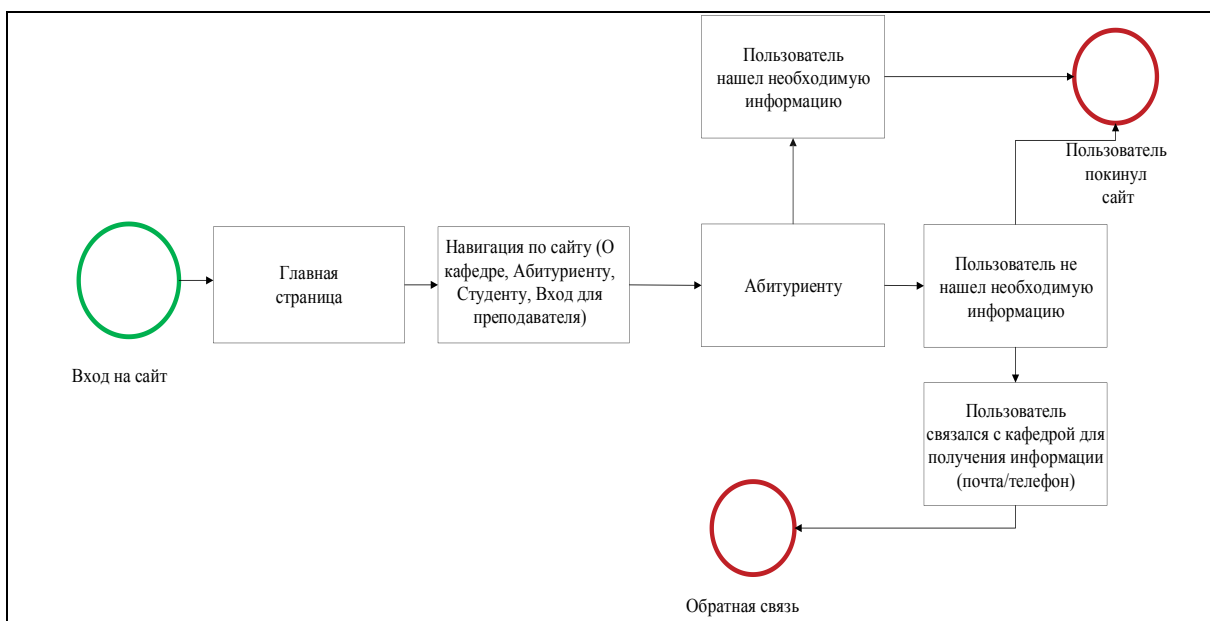 Пользователь
нашел необходимую
информацию
Пользователь
покинул
сайт
Главная
страница
Навигация по сайту (О
кафедре, Абитуриенту,
Студенту, Вход для
преподавателя)
Абитуриенту
Пользователь не
нашел необходимую
информацию
Вход на сайт
Пользователь
связался с кафедрой для
получения информации
(почта/телефон)
Обратная связь